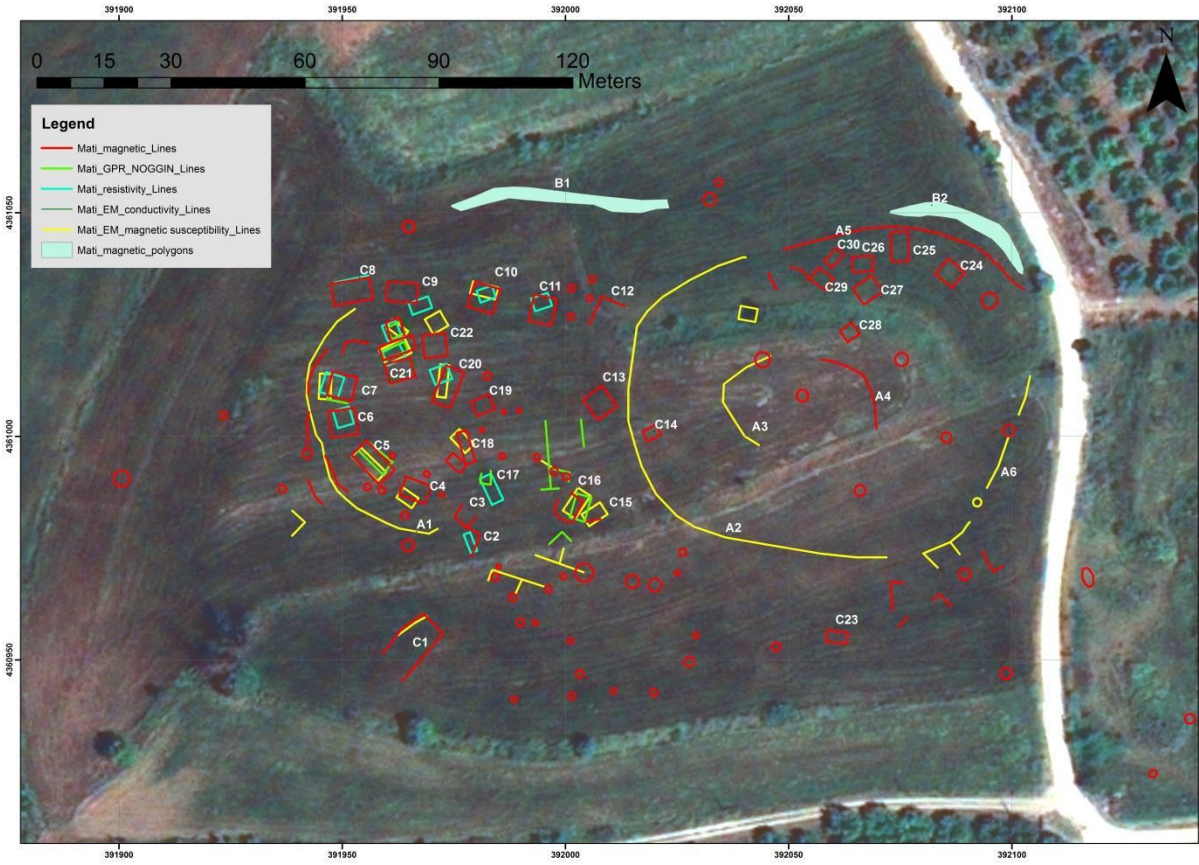 391900 391950 392000 392050 392100
N
0 15 30 60 90 120
Meters
Legend
Mati_magnetic_Lines
Mati_GPR_NOGGIN_Lines
Mati_resistivity_Lines
Mati_EM_conductivity_Lines
Mati_EM_magnetic susceptibility_Lines
Mati_magnetic_polygons
B1
B2
4361050
4361050
A5
C30
C26
C25
C24
C8
C9
C10
C11
C12
C29
C27
C22
C28
C21
C20
C7
C19
C13
A3
A4
C6
C14
4361000
4361000
C5
C18
A6
C4
C17
C16
C15
C3
A1
A2
C2
C1
C23
4360950
4360950
391900 391950 392000 392050 392100